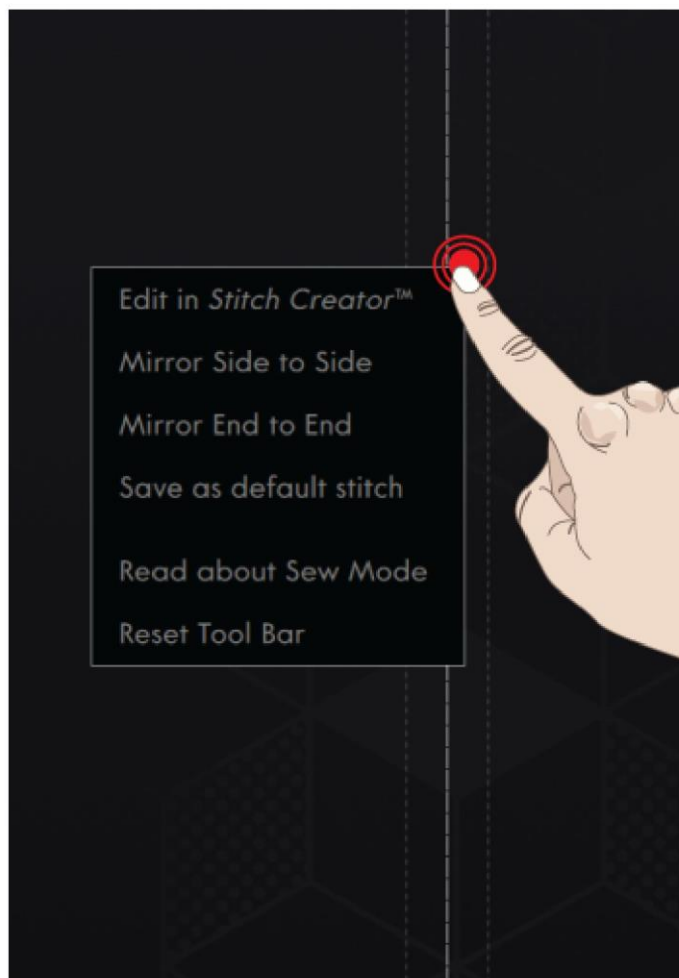 Edit in Stitch Creator™
Mirror Side to Side
Mirror End to End
Save as default stitch
Read about Sew Mode
Reset Tool Bar